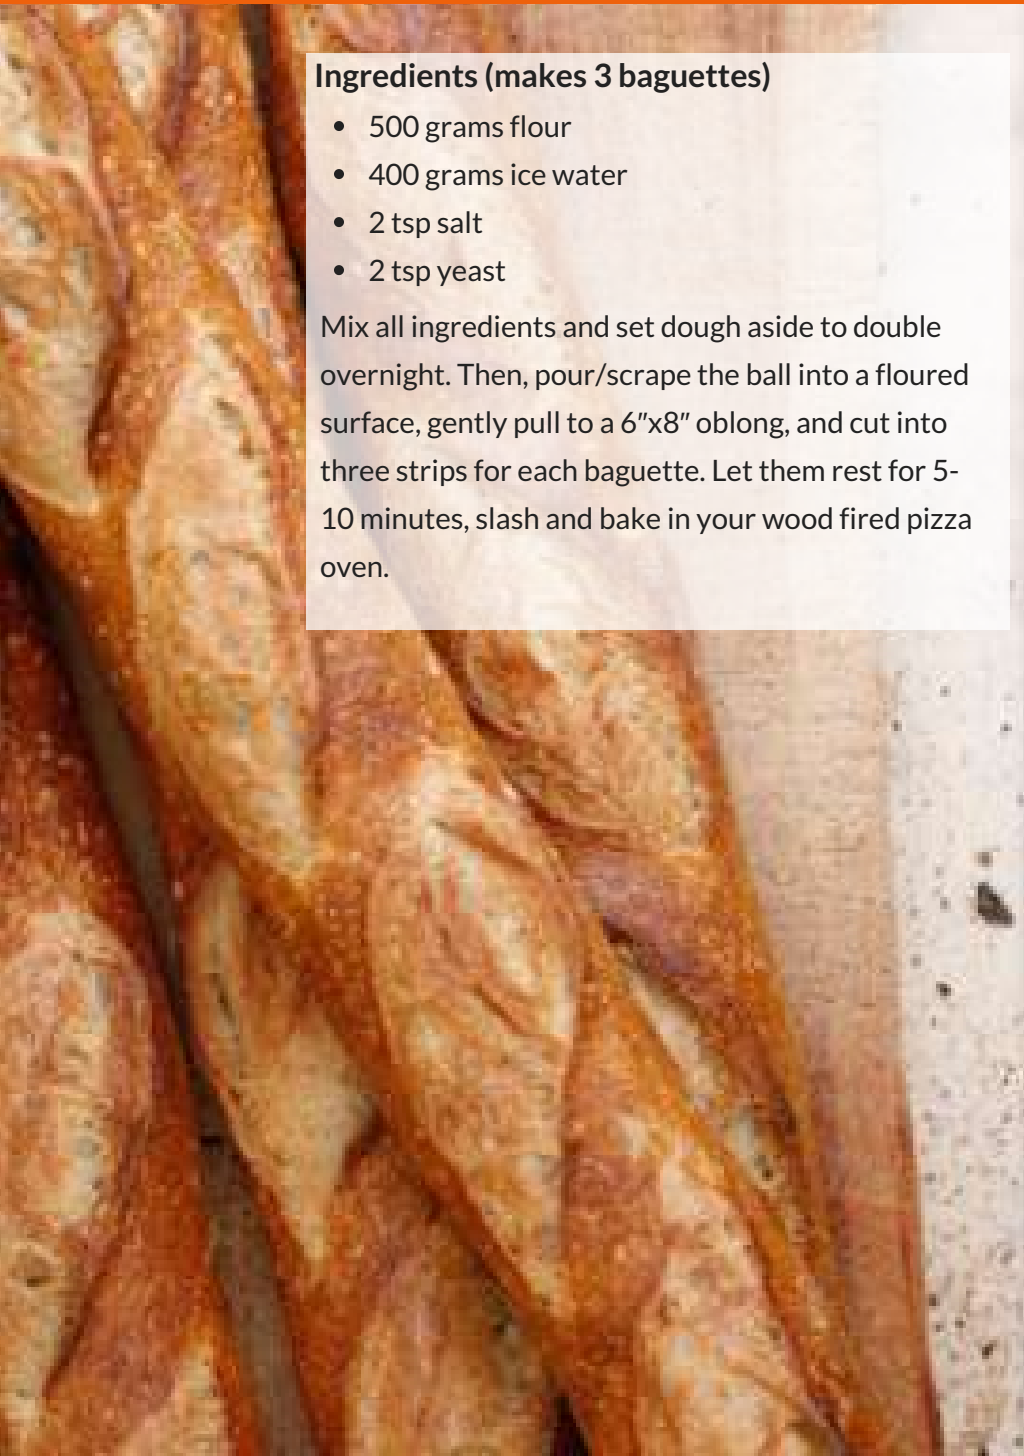 Ingredients (makes 3 baguettes)
• 500 grams flour
• 400 grams ice water
• 2 tsp salt
• 2 tsp yeast
Mix all ingredients and set dough aside to double
overnight. Then, pour/scrape the ball into a floured
surface, gently pull to a 6″x8″ oblong, and cut into
three strips for each baguette. Let them rest for 5-
10 minutes, slash and bake in your wood fired pizza
oven.